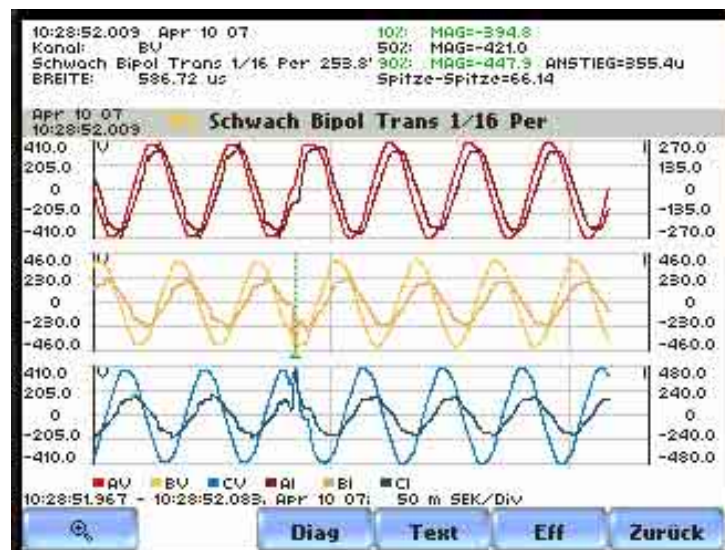 10:28:52.009 Apr 10 07
10%: MAG=-394.8
Kanal: BV
50%: MAG=-421.0
Schwach Bipol Trans 1/16 Per 253.8°
90%: MAG=-447.9 ANSTIEG=355.4u
BREITE: 586.72 us
Spitze-Spitze=66.14
Apr 10 07
10:28:52.009
Schwach Bipol Trans 1/16 Per
410.0 V I 270.0
205.0 135.0
0 0
-205.0 -135.0
-410.0 -270.0
460.0 V I 460.0
230.0 230.0
0 0
-230.0 -230.0
-460.0 -460.0
410.0 V I 480.0
205.0 240.0
0 0
-205.0 -240.0
-410.0 -480.0
AV BV CV AI BI CI
10:28:51.967 - 10:28:52.083, Apr 10 07; 50 m SEK/Div
Diag Text Eff Zurück